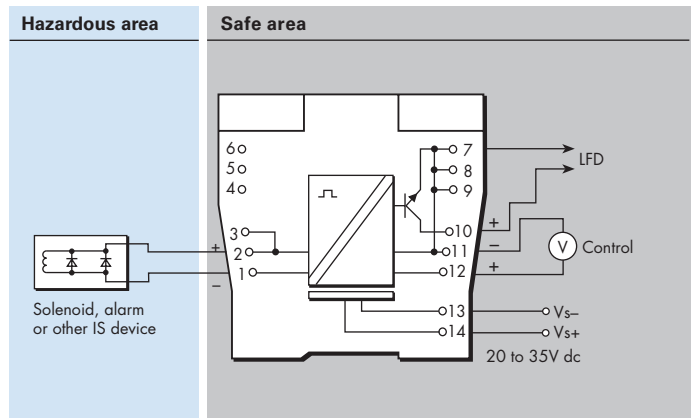 Hazardous area
Safe area
6
5
4
3
2
1
+
−
7
8
9
10
11
12
13
14
+
−
+
LFD
V
Control
Vs−
Vs+
20 to 35V dc
Solenoid, alarm
or other IS device